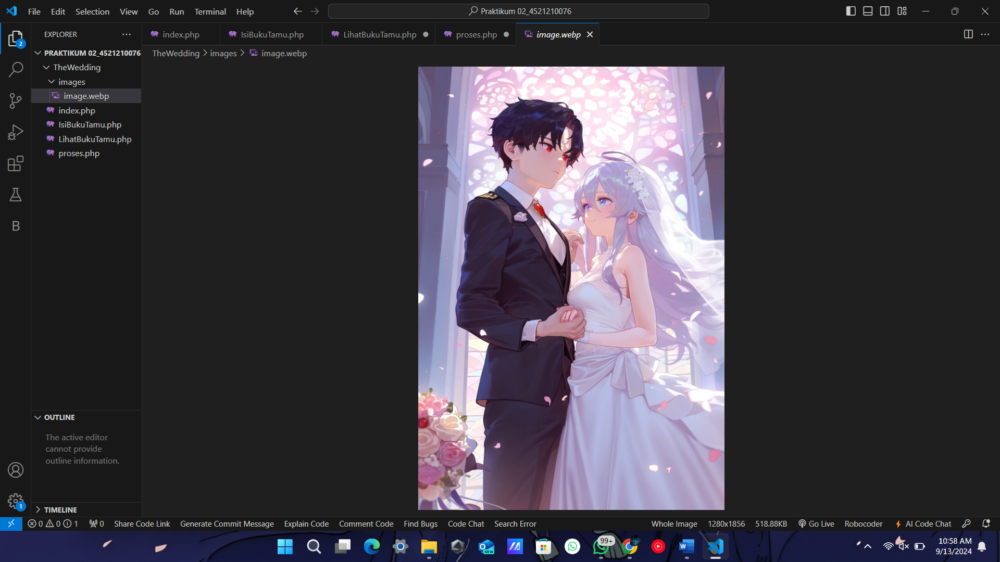 File Edit Selection View Go Run Terminal Help
Praktikum 02_4521210076
EXPLORER
index.php
IsiBukuTamu.php
LihatBukuTamu.php
proses.php
image.webp
2
PRAKTIKUM 02_4521210076
TheWedding
images
image.webp
index.php
IsiBukuTamu.php
LihatBukuTamu.php
proses.php
TheWedding > images > image.webp
B
OUTLINE
The active editor
cannot provide
outline information.
1
TIMELINE
0 0 1 0 Share Code Link Generate Commit Message Explain Code Comment Code Find Bugs Code Chat Search Error
Whole Image 1280x1856 518.88KB Go Live Robocoder AI Code Chat
NEW
99+
W
10:58 AM
9/13/2024